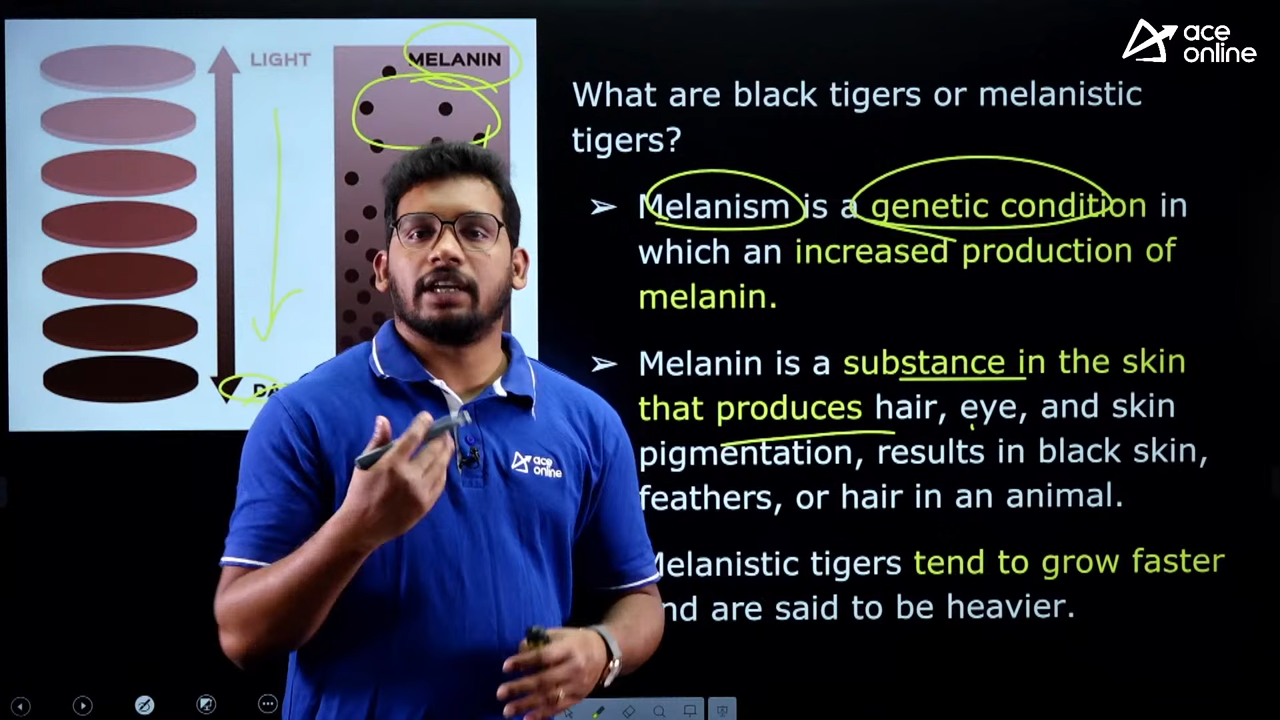 LIGHT
MELANIN
ace
online
What are black tigers or melanistic
tigers?
➢ Melanism is a genetic condition in
which an increased production of
melanin.
➢ Melanin is a substance in the skin
that produces hair, eye, and skin
pigmentation, results in black skin,
feathers, or hair in an animal.
Melanistic tigers tend to grow faster
and are said to be heavier.
ace
online